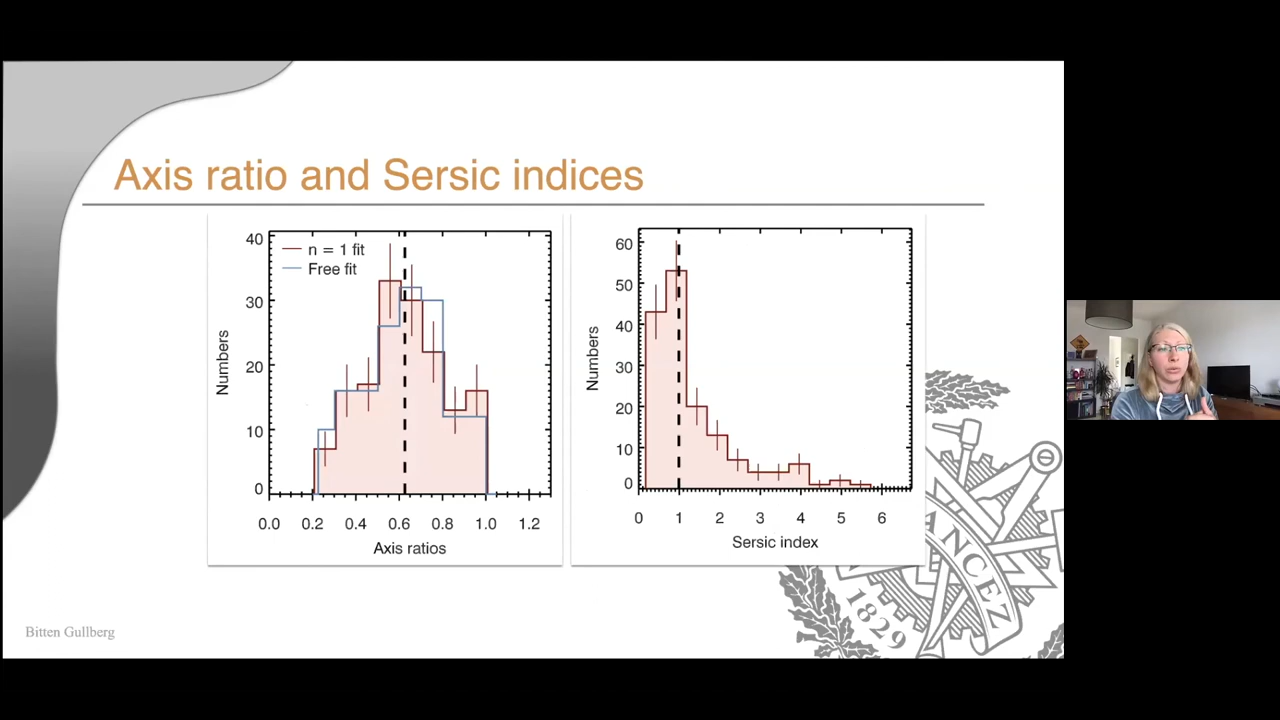 Axis ratio and Sersic indices
n = 1 fit
Free fit
Numbers
40
30
20
10
0
0.0 0.2 0.4 0.6 0.8 1.0 1.2
Axis ratios
Numbers
60
50
40
30
20
10
0
0 1 2 3 4 5 6
Sersic index
ANCEZ
1829
Bitten Gullberg